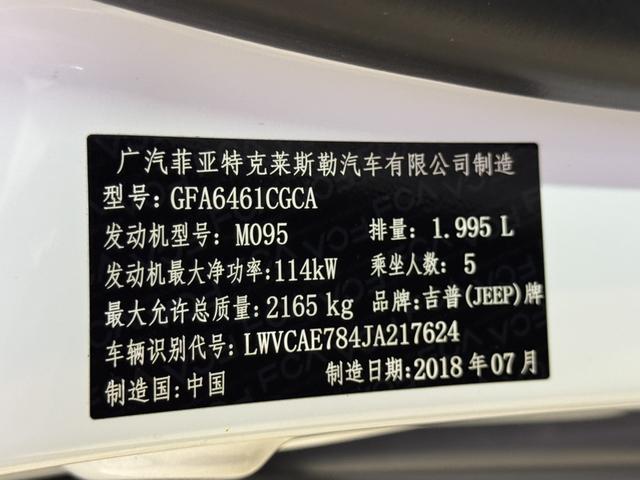 广汽菲亚特克莱斯勒汽车有限公司制造
型号: GFA6461CGCA
发动机型号: M095 排量: 1.995 L
发动机最大净功率:114kW 乘坐人数: 5
最大允许总质量:2165 kg 品牌:吉普(JEEP)牌
车辆识别代号: LWVCAE784JA217624
制造国:中国 制造日期:2018年07月